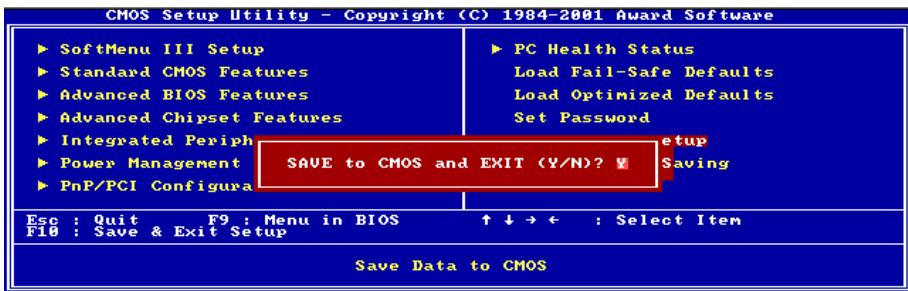 CMOS Setup Utility - Copyright (C) 1984-2001 Award Software
► SoftMenu III Setup
► Standard CMOS Features
► Advanced BIOS Features
► Advanced Chipset Features
► Integrated Periph
► Power Management
► PnP/PCI Configura
► PC Health Status
Load Fail-Safe Defaults
Load Optimized Defaults
Set Password
etup
Saving
SAVE to CMOS and EXIT (Y/N)? Y
Esc : Quit F9 : Menu in BIOS ↑ ↓ → ← : Select Item
F10 : Save & Exit Setup
Save Data to CMOS